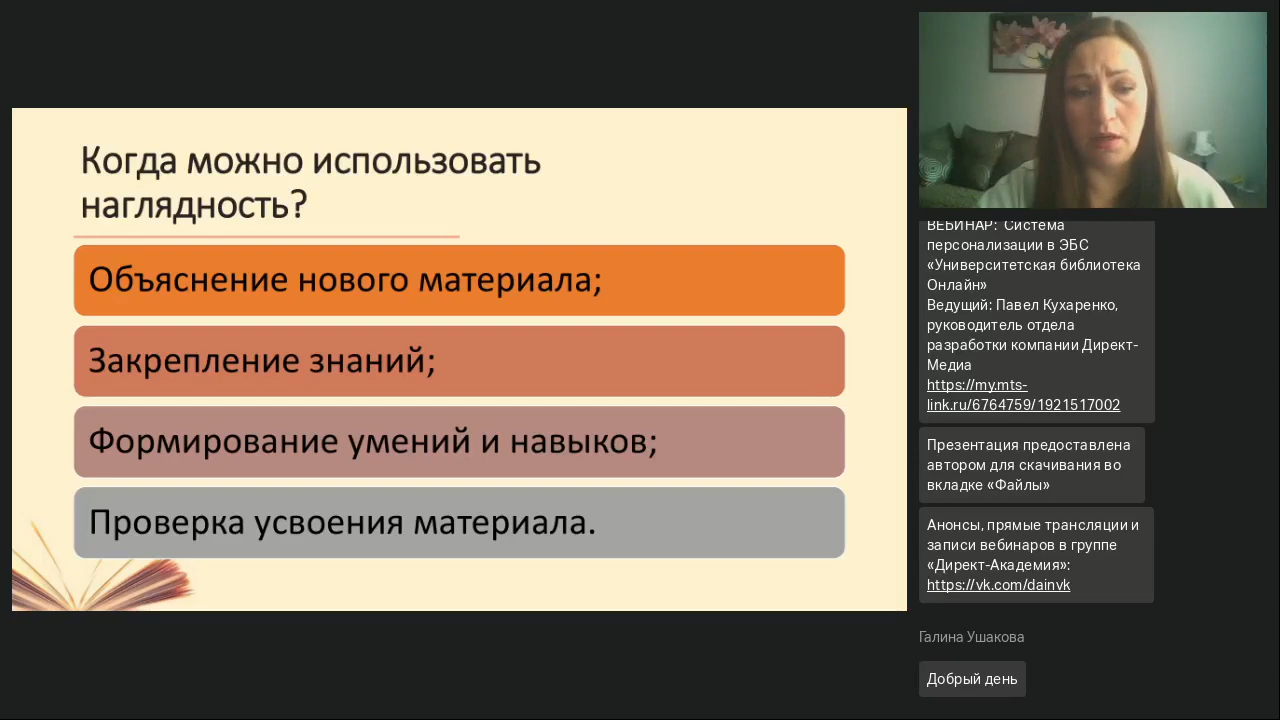 Когда можно использовать
наглядность?
Объяснение нового материала;
Закрепление знаний;
Формирование умений и навыков;
Проверка усвоения материала.
ВЕБИНАР: Система
персонализации в ЭБС
«Университетская библиотека
Онлайн»
Ведущий: Павел Кухаренко,
руководитель отдела
разработки компании Директ-
Медиа
https://my.mts-
link.ru/6764759/1921517002
Презентация предоставлена
автором для скачивания во
вкладке «Файлы»
Анонсы, прямые трансляции и
записи вебинаров в группе
«Директ-Академия»:
https://vk.com/dainvk
Галина Ушакова
Добрый день